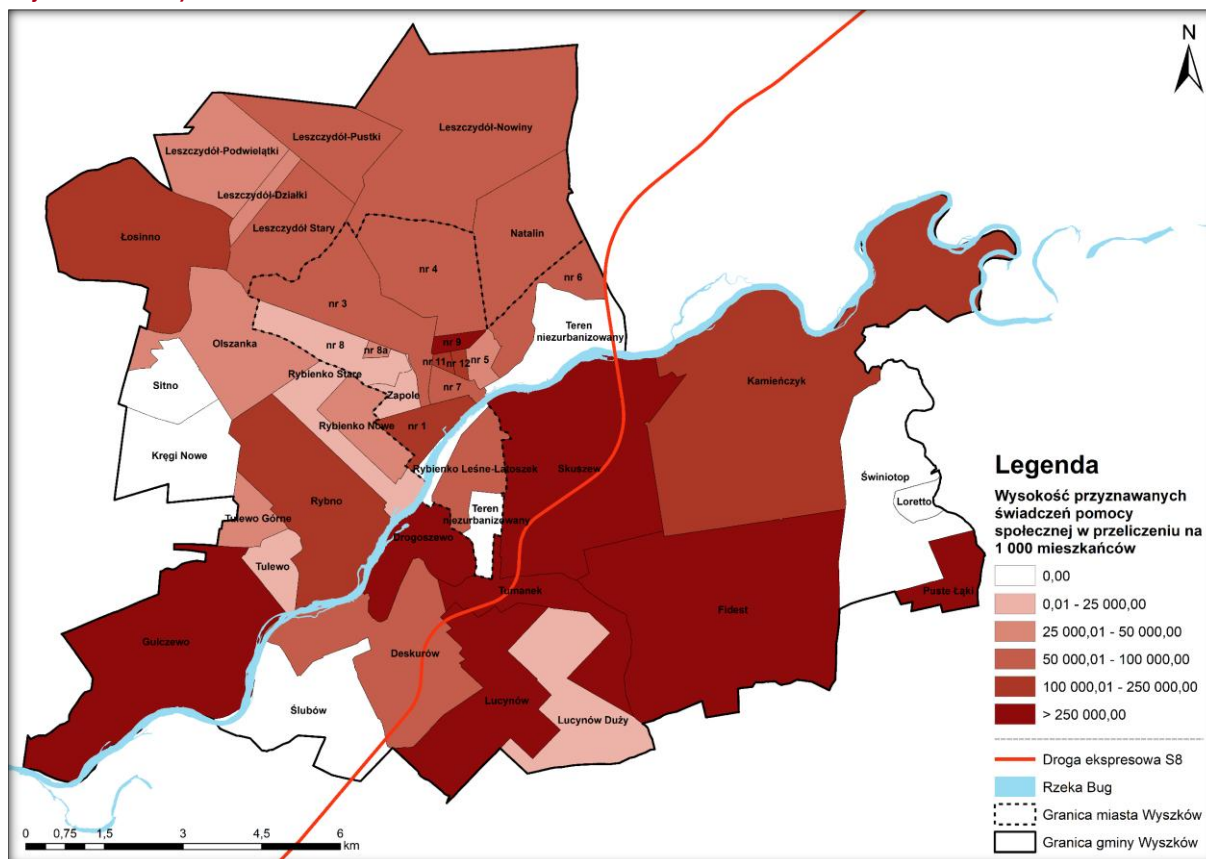 N
Leszczydół-Pustki
Leszczydół-Nowiny
Leszczydół-Podwielątki
Leszczydół-Działki
Leszczydół Stary
Łosinno
Natalin
nr 4
nr 6
nr 3
Teren
niezurbanizowany
nr 9
nr 8
nr 8a
nr 11
nr 12
nr 5
Olszanka
Rybienko Stare
Sitno
Zapole
nr 7
Kamieńczyk
nr 1
Rybienko Nowe
Kręgi Nowe
Rybienko Leśne-Latoszek
Skuszew
Świniotop
Loretto
Rybno
Tulewo Górne
Teren
niezurbanizowany
Drogoszewo
Tulewo
Tumanek
Fidest
Puste Łąki
Gulczewo
Deskurów
Ślubów
Lucynów
Lucynów Duży
Legenda
Wysokość przyznawanych
świadczeń pomocy
społecznej w przeliczeniu na
1 000 mieszkańców
0,00
0,01 - 25 000,00
25 000,01 - 50 000,00
50 000,01 - 100 000,00
100 000,01 - 250 000,00
> 250 000,00
Droga ekspresowa S8
Rzeka Bug
Granica miasta Wyszków
Granica gminy Wyszków
0 0,75 1,5 3 4,5 6
km